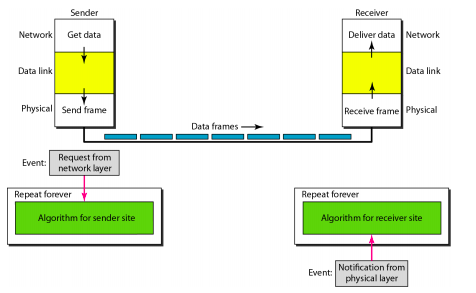 Sender
Receiver
Network
Get data
Deliver data
Network
Data link
Data link
Physical
Send frame
Receive frame
Physical
Data frames
Event:
Request from
network layer
Repeat forever
Algorithm for sender site
Repeat forever
Algorithm for receiver site
Event:
Notification from
physical layer